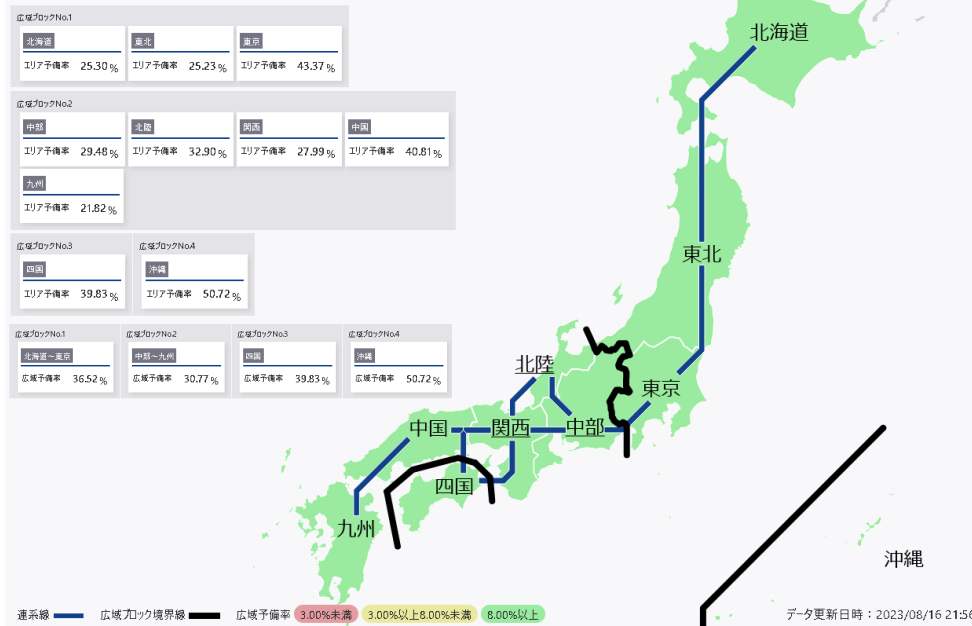 広域ブロックNo.1
北海道 東北 東京
エリア予備率 25.30 % エリア予備率 25.23 % エリア予備率 43.37 %
広域ブロックNo.2
中部 北陸 関西 中国
エリア予備率 29.48 % エリア予備率 32.90 % エリア予備率 27.99 % エリア予備率 40.81 %
九州
エリア予備率 21.82 %
広域ブロックNo.3 広域ブロックNo.4
四国 沖縄
エリア予備率 39.83 % エリア予備率 50.72 %
広域ブロックNo.1 広域ブロックNo.2 広域ブロックNo.3 広域ブロックNo.4
北海道~東京 中部~九州 四国 沖縄
広域予備率 36.52 % 広域予備率 30.77 % 広域予備率 39.83 % 広域予備率 50.72 %
北海道
東北
北陸
東京
中国 関西 中部
四国
九州
沖縄
連系線 広域ブロック境界線 広域予備率 3.00%未満 3.00%以上8.00%未満 8.00%以上 データ更新日時:2023/08/16 21:56